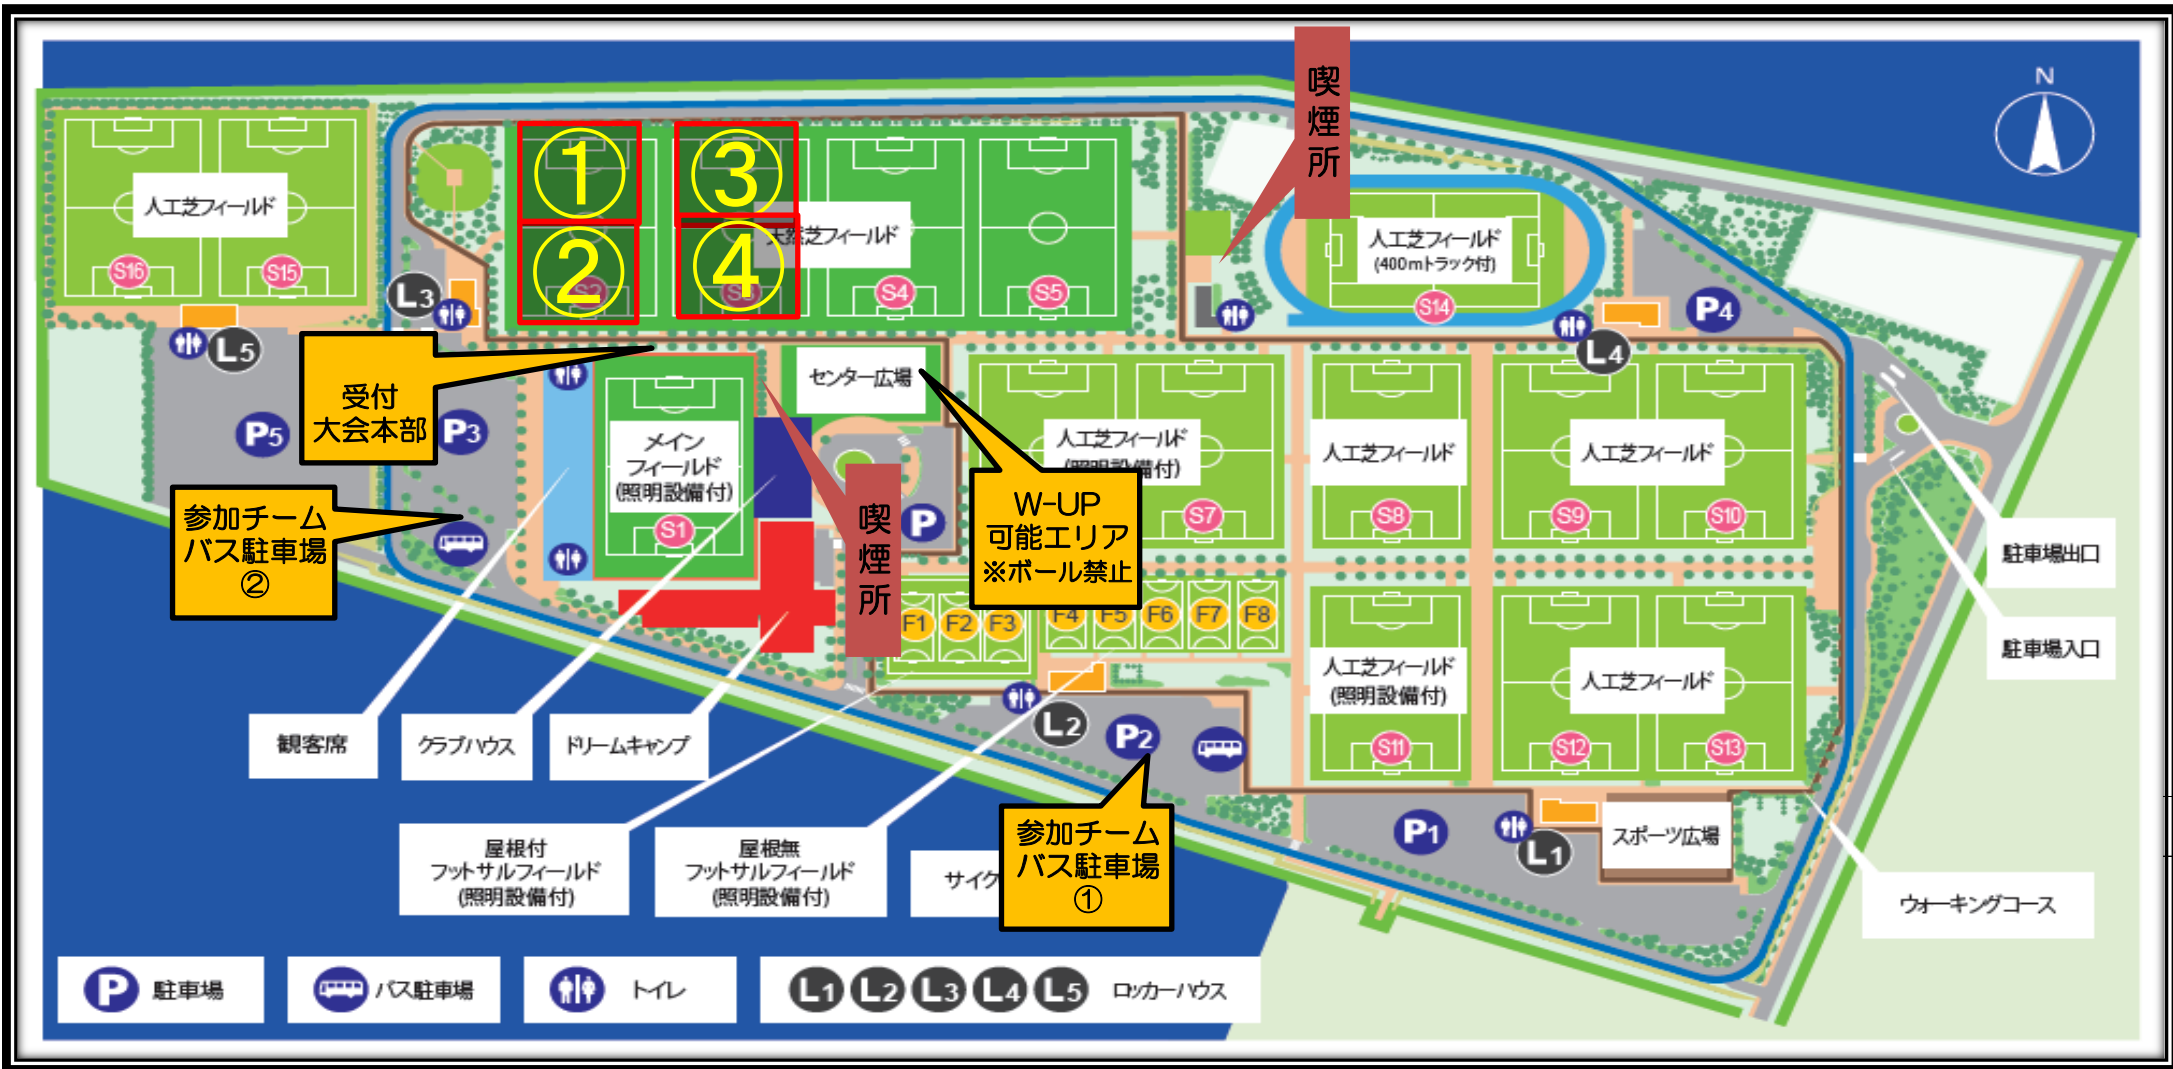 喫煙所
N
①
③
②
④
人工芝フィールド
天然芝フィールド
人工芝フィールド
(400mトラック付)
S16
S15
S2
S3
S4
S5
S14
L3
L5
L4
P4
受付
大会本部
P5
P3
センター広場
メイン
フィールド
(照明設備付)
S1
人工芝フィールド
(照明設備付)
S7
人工芝フィールド
S8
人工芝フィールド
S9
S10
W-UP
可能エリア
※ボール禁止
P
喫煙所
参加チーム
バス駐車場
②
駐車場出口
駐車場入口
F1
F2
F3
F4
F5
F6
F7
F8
人工芝フィールド
(照明設備付)
S11
人工芝フィールド
S12
S13
観客席
クラブハウス
ドリームキャンプ
L2
P2
参加チーム
バス駐車場
①
P1
L1
スポーツ広場
屋根付
フットサルフィールド
(照明設備付)
屋根無
フットサルフィールド
(照明設備付)
サイク
ウォーキングコース
P 駐車場
バス駐車場
トイレ
L1 L2 L3 L4 L5 ロッカーハウス